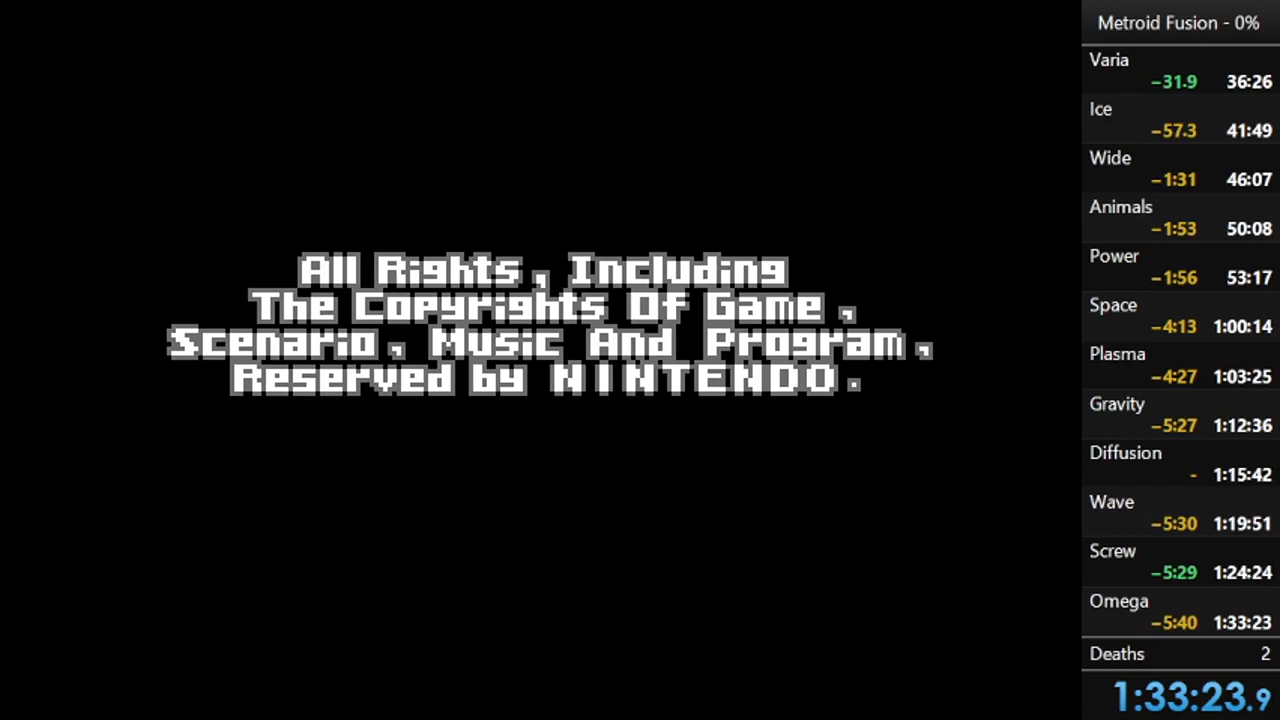 All Rights, Including
The Copyrights Of Game,
Scenario, Music And Program,
Reserved by NINTENDO.
Metroid Fusion - 0%
Varia
-31.9 36:26
Ice
-57.3 41:49
Wide
-1:31 46:07
Animals
-1:53 50:08
Power
-1:56 53:17
Space
-4:13 1:00:14
Plasma
-4:27 1:03:25
Gravity
-5:27 1:12:36
Diffusion
- 1:15:42
Wave
-5:30 1:19:51
Screw
-5:29 1:24:24
Omega
-5:40 1:33:23
Deaths 2
1:33:23.9